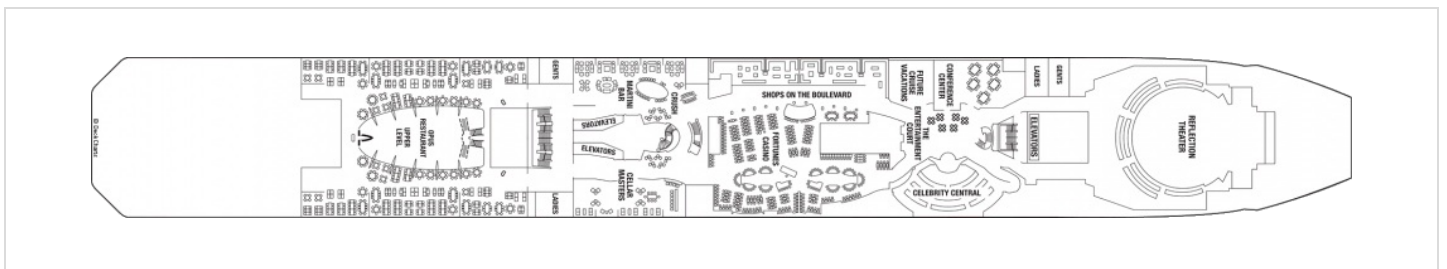 © Deck Chartz
OPUS
RESTAURANT
UPPER
LEVEL
GENTS
LADIES
ELEVATORS
ELEVATORS
MARTINI
BAR
CRUSH
CELLAR
MASTERS
SHOPS ON THE BOULEVARD
FORTUNES
CASINO
FUTURE
CRUISE
VACATIONS
CONFERENCE
CENTER
THE
ENTERTAINMENT
COURT
CELEBRITY CENTRAL
LADIES
GENTS
ELEVATORS
REFLECTION
THEATER